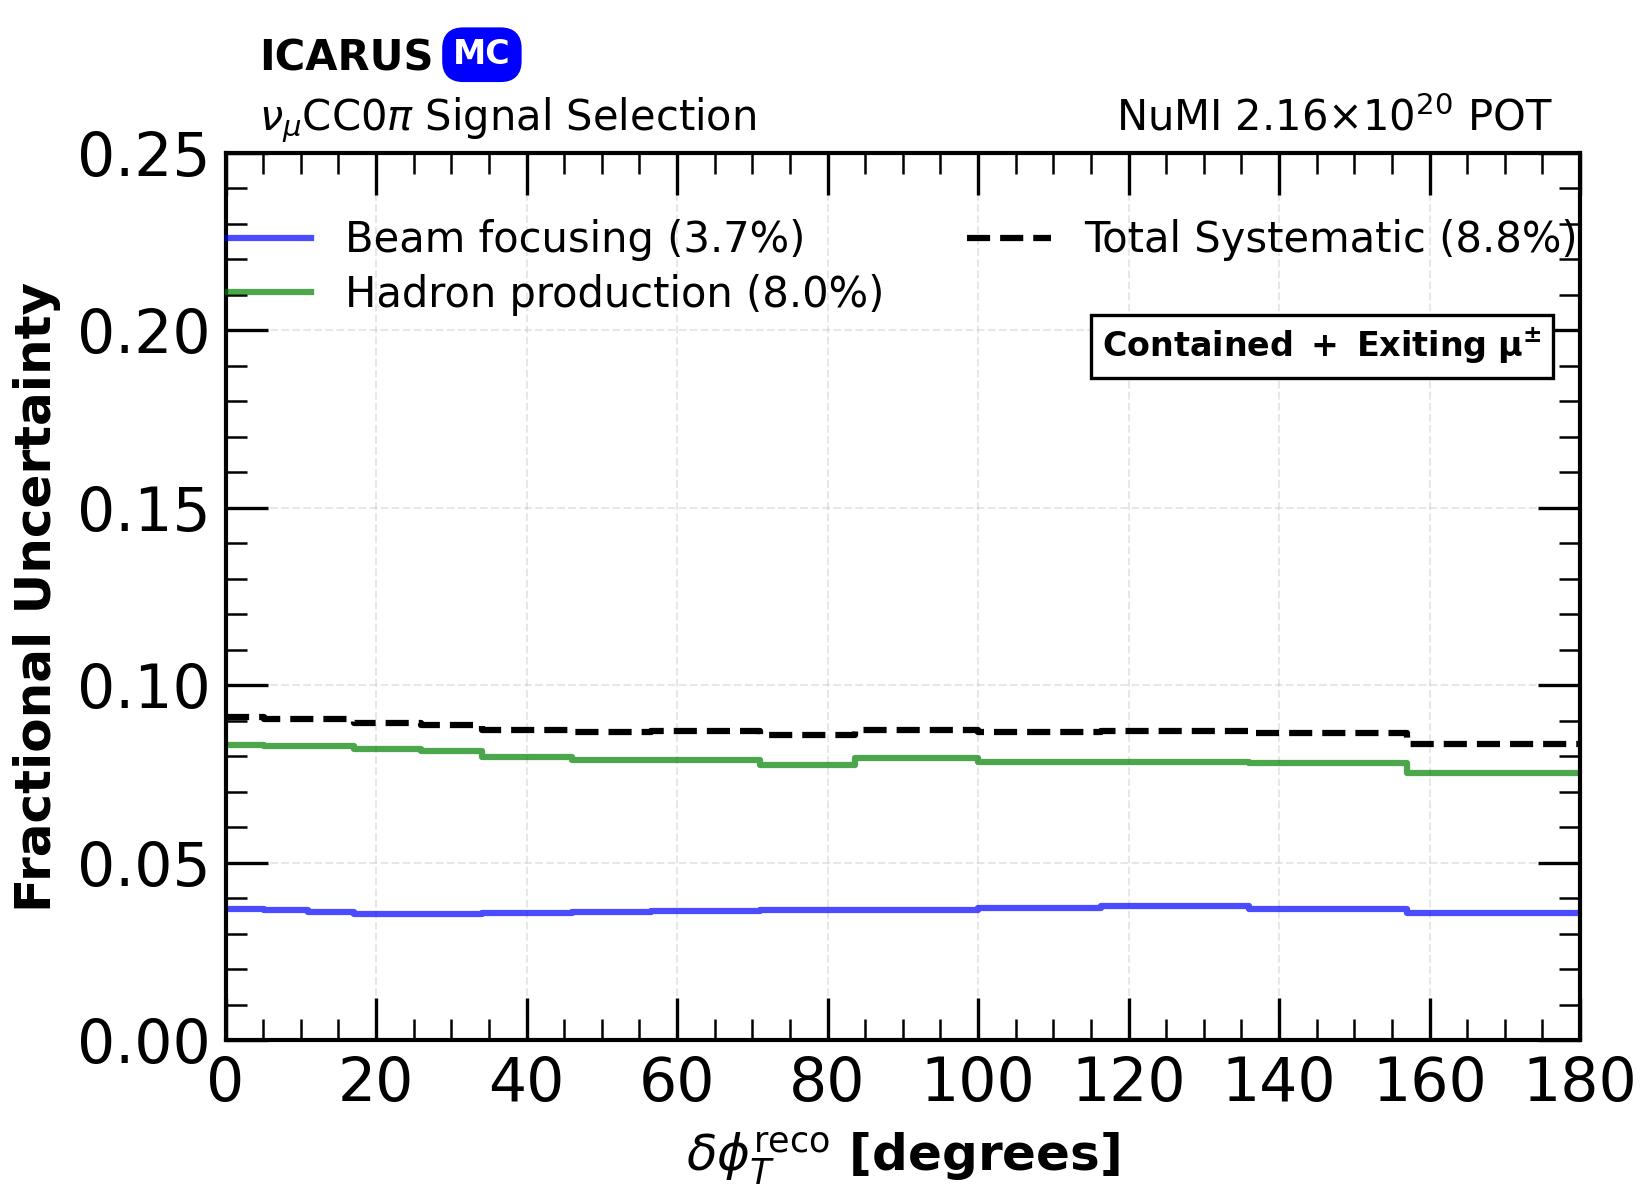 ICARUS MC
νμCC0π Signal Selection
NuMI 2.16×10²⁰ POT
Fractional Uncertainty
0.25
0.20
0.15
0.10
0.05
0.00
Beam focusing (3.7%)
Hadron production (8.0%)
Total Systematic (8.8%)
Contained + Exiting μ±
0 20 40 60 80 100 120 140 160 180
δϕ_T^reco [degrees]